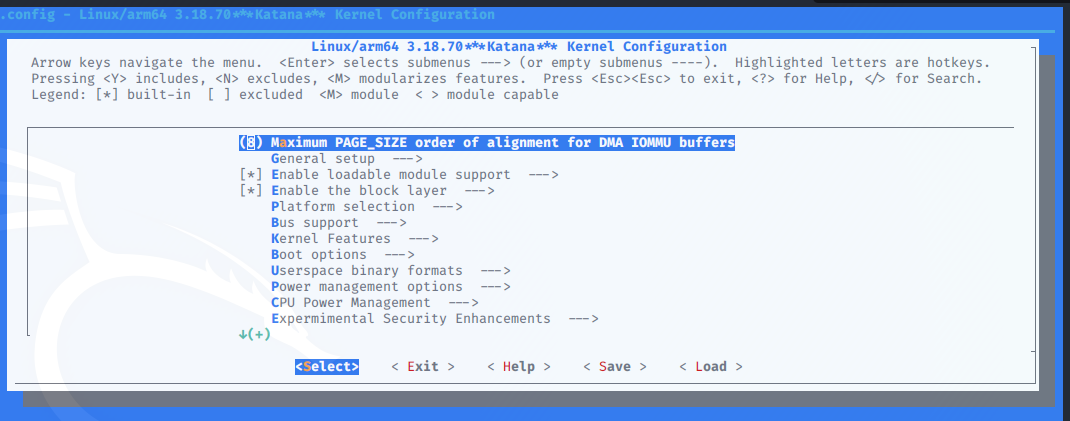 .config - Linux/arm64 3.18.70***Katana*** Kernel Configuration
Linux/arm64 3.18.70***Katana*** Kernel Configuration
Arrow keys navigate the menu.  <Enter> selects submenus ---> (or empty submenus ----).  Highlighted letters are hotkeys.
Pressing <Y> includes, <N> excludes, <M> modularizes features.  Press <Esc><Esc> to exit, <?> for Help, </> for Search.
Legend: [*] built-in  [ ] excluded  <M> module  < > module capable
(8) Maximum PAGE_SIZE order of alignment for DMA IOMMU buffers
General setup  --->
[*] Enable loadable module support  --->
[*] Enable the block layer  --->
Platform selection  --->
Bus support  --->
Kernel Features  --->
Boot options  --->
Userspace binary formats  --->
Power management options  --->
CPU Power Management  --->
Expermimental Security Enhancements  --->
↓(+)
<Select>    < Exit >    < Help >    < Save >    < Load >